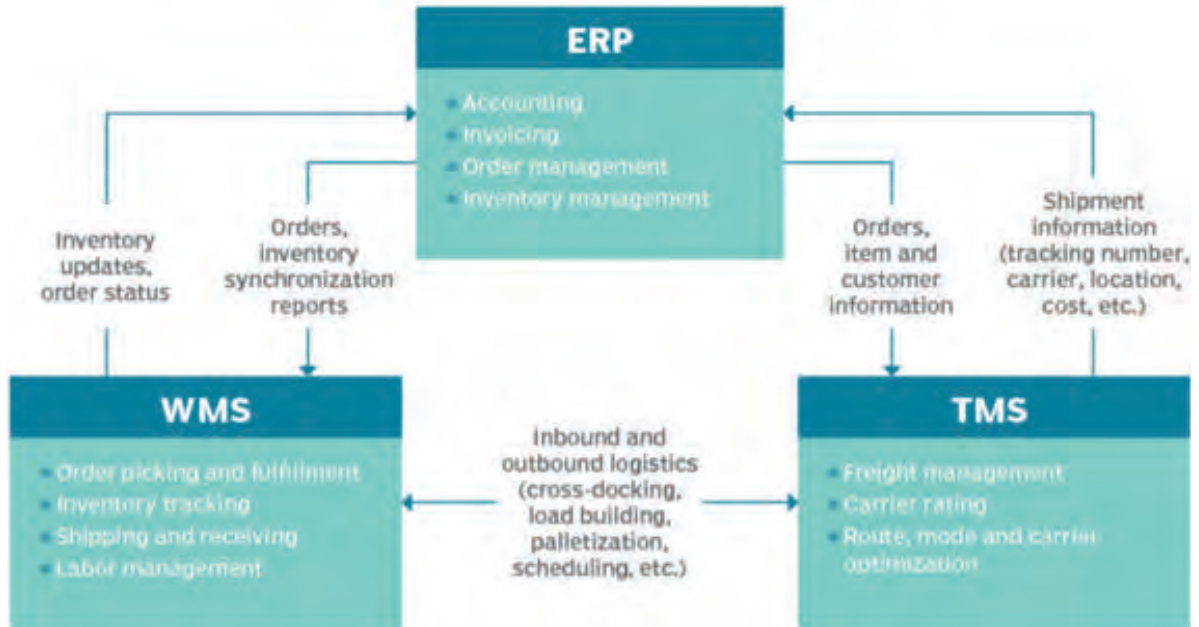 ERP
Accounting
Invoicing
Order management
Inventory management
Inventory
updates,
order status
Orders,
inventory
synchronization
reports
Orders,
item and
customer
information
Shipment
information
(tracking number,
carrier, location,
cost, etc.)
WMS
Order picking and fulfillment
Inventory tracking
Shipping and receiving
Labor management
Inbound and
outbound logistics
(cross-docking,
load building,
palletization,
scheduling, etc.)
TMS
Freight management
Carrier rating
Route, mode and carrier
optimization